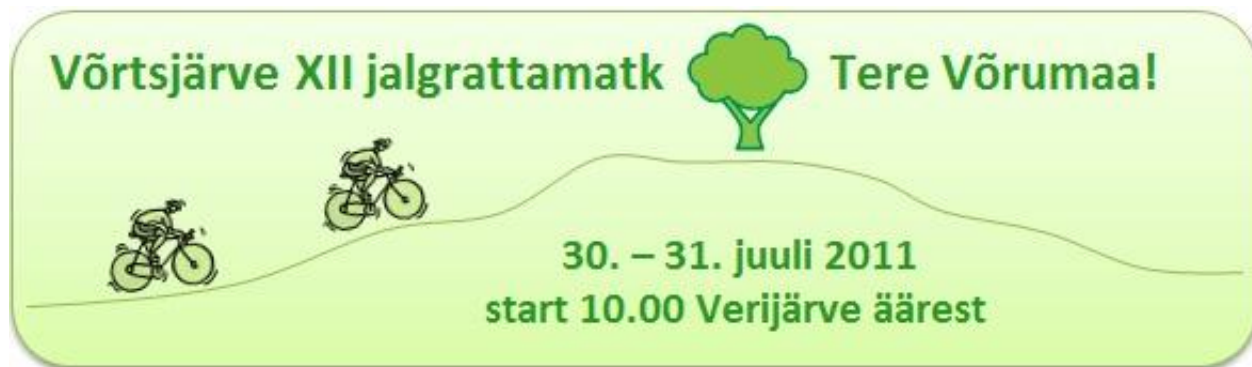 Võrtsjärve XII jalgrattamatk Tere Võrumaa!
30. – 31. juuli 2011
start 10.00 Verijärve äärest